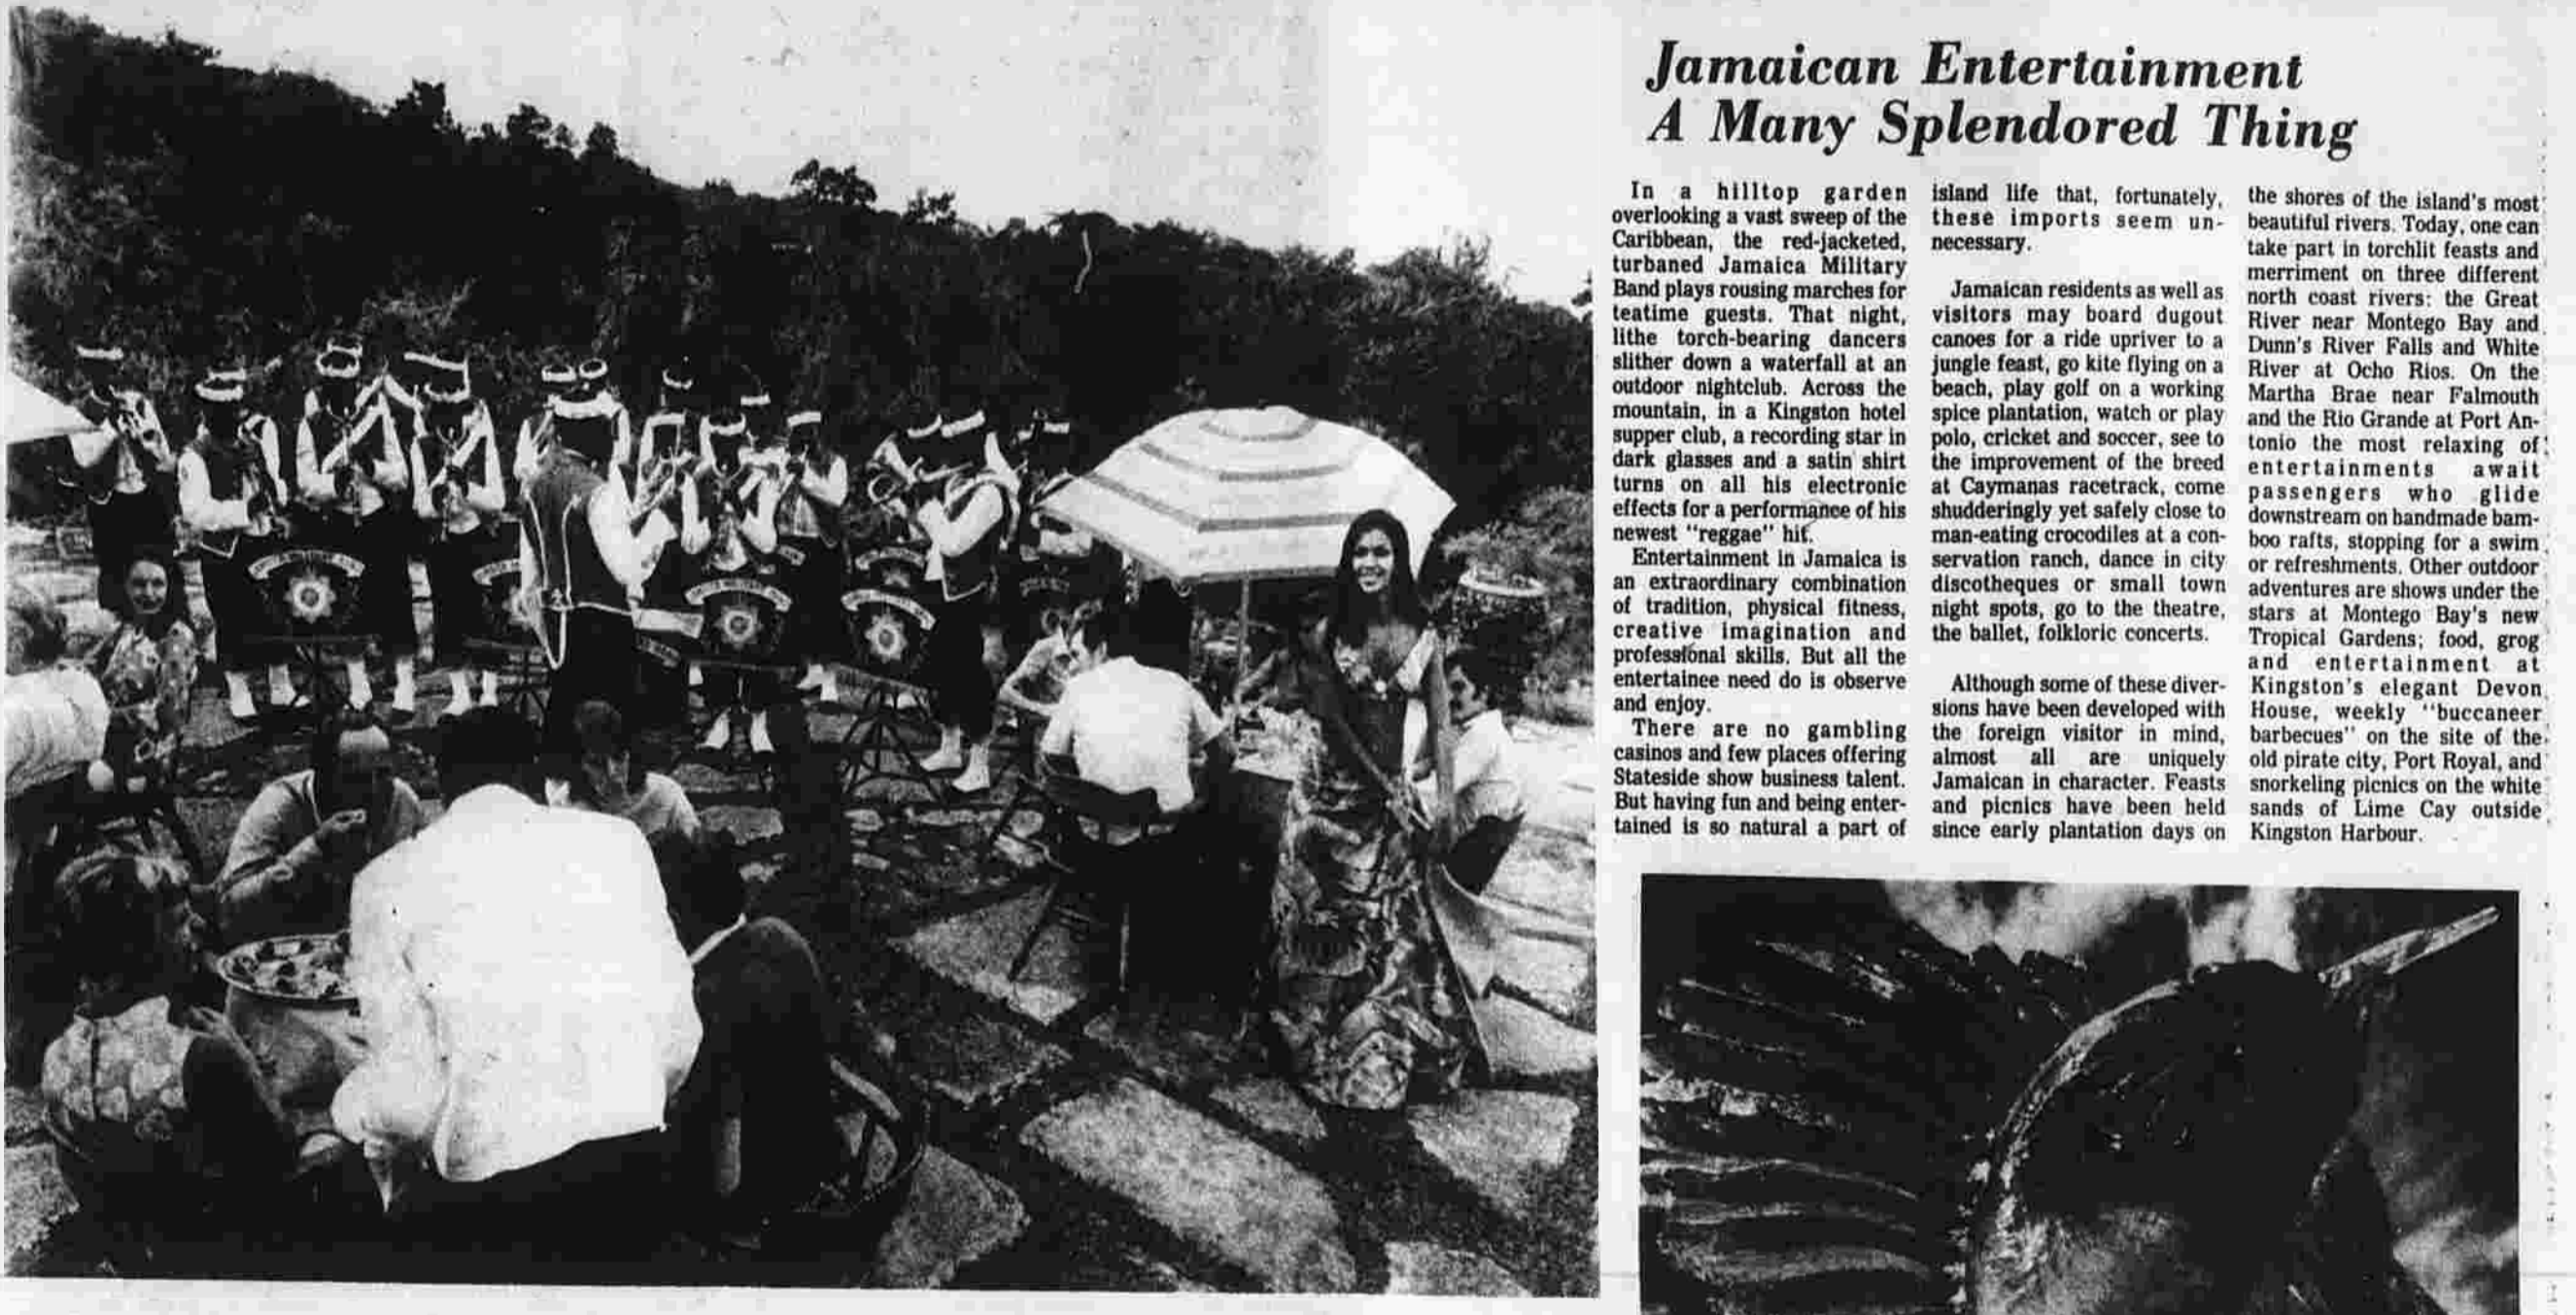 Jamaican Entertainment
A Many Splendored Thing
In a hilltop garden
overlooking a vast sweep of the
Caribbean, the red-jacketed,
turbaned Jamaica Military
Band plays rousing marches for
teatime guests. That night,
lithe torch-bearing dancers
slither down a waterfall at an
outdoor nightclub. Across the
mountain, in a Kingston hotel
supper club, a recording star in
dark glasses and a satin shirt
turns on all his electronic
effects for a performance of his
newest "reggae" hit.
Entertainment in Jamaica is
an extraordinary combination
of tradition, physical fitness,
creative imagination and
professional skills. But all the
entertainee need do is observe
and enjoy.
There are no gambling
casinos and few places offering
Stateside show business talent.
But having fun and being enter-
tained is so natural a part of
island life that, fortunately,
these imports seem un-
necessary.
Jamaican residents as well as
visitors may board dugout
canoes for a ride upriver to a
jungle feast, go kite flying on a
beach, play golf on a working
spice plantation, watch or play
polo, cricket and soccer, see to
the improvement of the breed
at Caymanas racetrack, come
shudderingly yet safely close to
man-eating crocodiles at a con-
servation ranch, dance in city
discotheques or small town
night spots, go to the theatre,
the ballet, folkloric concerts.
Although some of these diver-
sions have been developed with
the foreign visitor in mind,
almost all are uniquely
Jamaican in character. Feasts
and picnics have been held
since early plantation days on
the shores of the island's most
beautiful rivers. Today, one can
take part in torchlit feasts and
merriment on three different
north coast rivers: the Great
River near Montego Bay and
Dunn's River Falls and White
River at Ocho Rios. On the
Martha Brae near Falmouth
and the Rio Grande at Port An-
tonio the most relaxing of
entertainments await
passengers who glide
downstream on handmade bam-
boo rafts, stopping for a swim
or refreshments. Other outdoor
adventures are shows under the
stars at Montego Bay's new
Tropical Gardens; food, grog
and entertainment at
Kingston's elegant Devon
House, weekly "buccaneer
barbecues" on the site of the
old pirate city, Port Royal, and
snorkeling picnics on the white
sands of Lime Cay outside
Kingston Harbour.